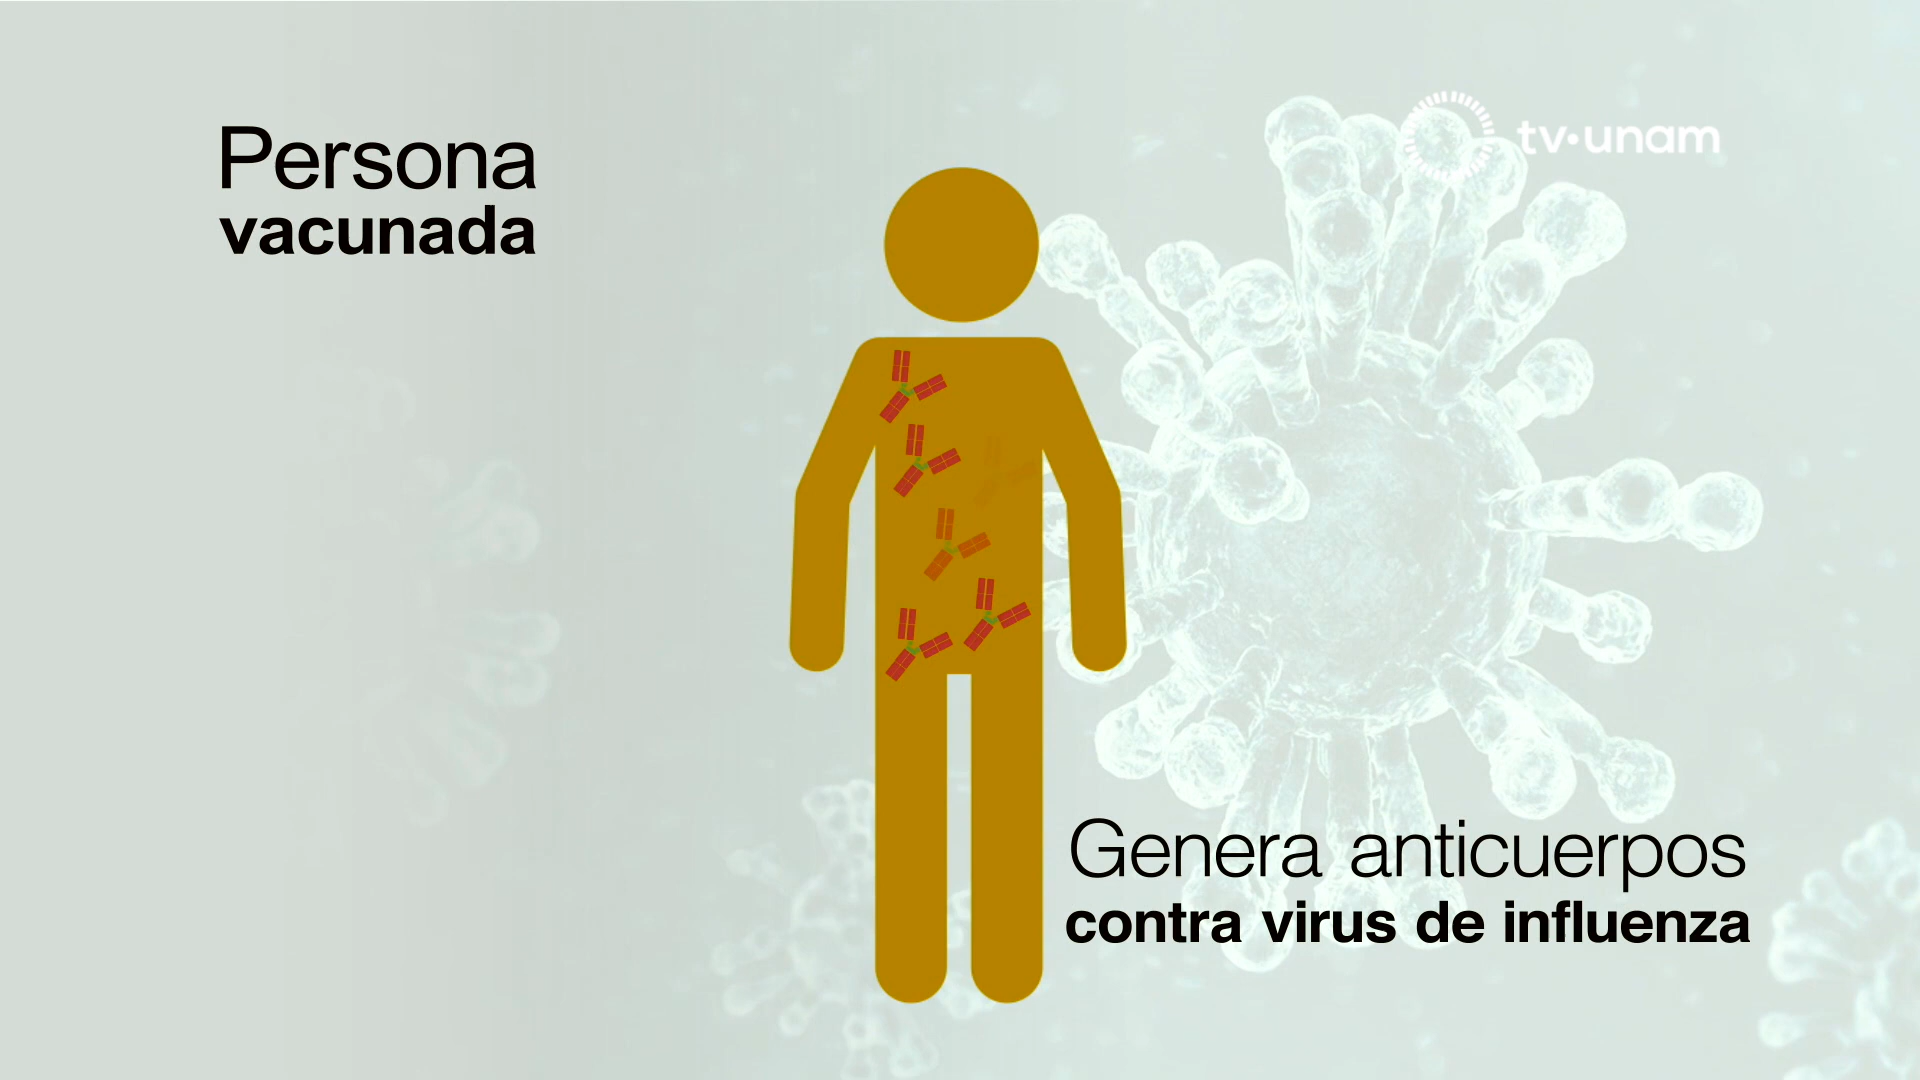 Persona
vacunada
tv·unam
Genera anticuerpos
contra virus de influenza